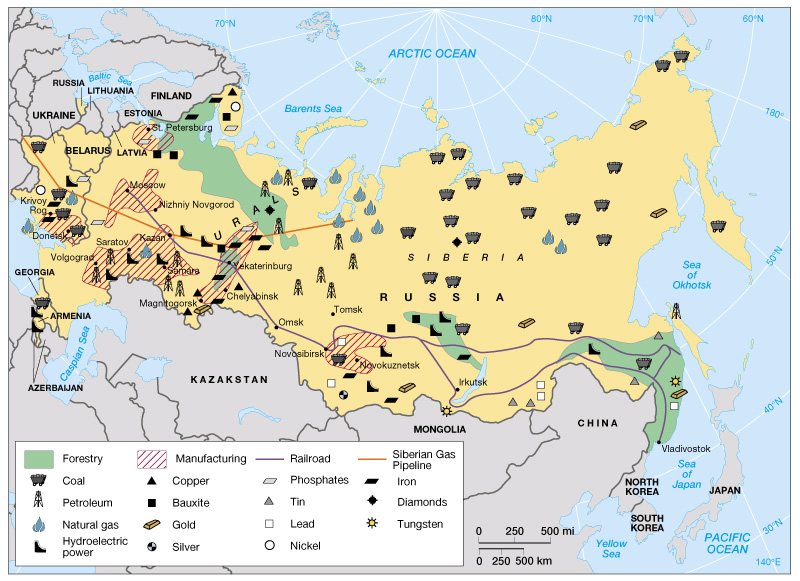 70°N
80°N
70°N
60°N
ARCTIC OCEAN
180°
RUSSIA
Baltic Sea
LITHUANIA
FINLAND
ESTONIA
UKRAINE
St. Petersburg
Barents Sea
BELARUS
LATVIA
Moscow
Nizhniy Novgorod
Krivoy
Rog
URALS
Donetsk
Kazan
Saratov
Volgograd
Samara
Yekaterinburg
SIBERIA
50°N
Sea
of
Okhotsk
GEORGIA
Magnitogorsk
Chelyabinsk
RUSSIA
ARMENIA
Tomsk
Omsk
Caspian Sea
Novosibirsk
Novokuznetsk
AZERBAIJAN
KAZAKSTAN
Irkutsk
40°N
MONGOLIA
CHINA
Vladivostok
Sea
of
Japan
NORTH
KOREA
JAPAN
SOUTH
KOREA
Yellow
Sea
PACIFIC
OCEAN
30°N
140°E
Forestry
Manufacturing
Railroad
Siberian Gas
Pipeline
Coal
Copper
Phosphates
Iron
Petroleum
Bauxite
Tin
Diamonds
Natural gas
Gold
Lead
Tungsten
Hydroelectric
power
Silver
Nickel
0 250 500 mi
0 250 500 km